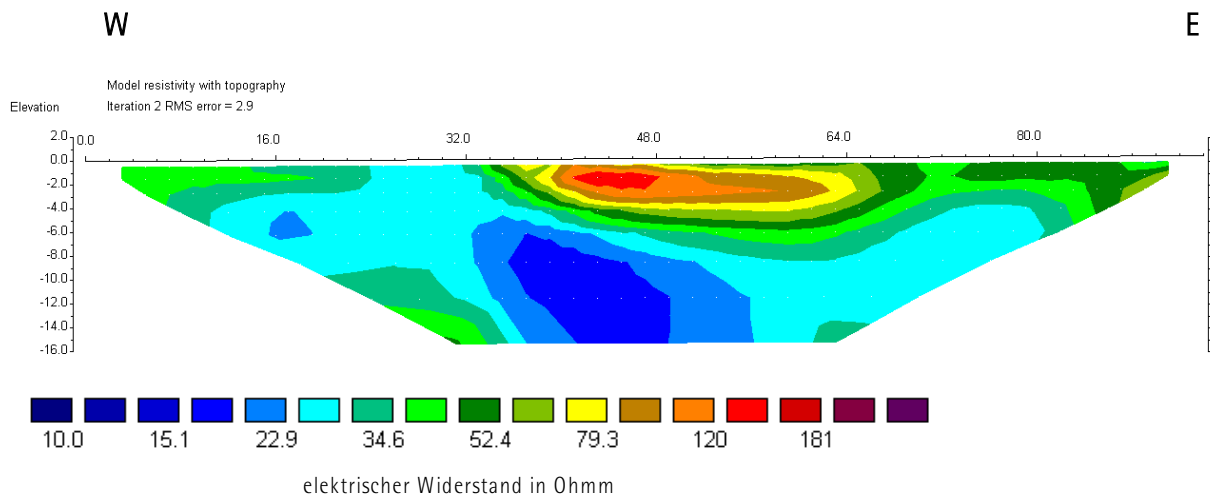 W E
Model resistivity with topography
Elevation Iteration 2 RMS error = 2.9
2.0 0.0 16.0 32.0 48.0 64.0 80.0
0.0
-2.0
-4.0
-6.0
-8.0
-10.0
-12.0
-14.0
-16.0
10.0 15.1 22.9 34.6 52.4 79.3 120 181
elektrischer Widerstand in Ohmm